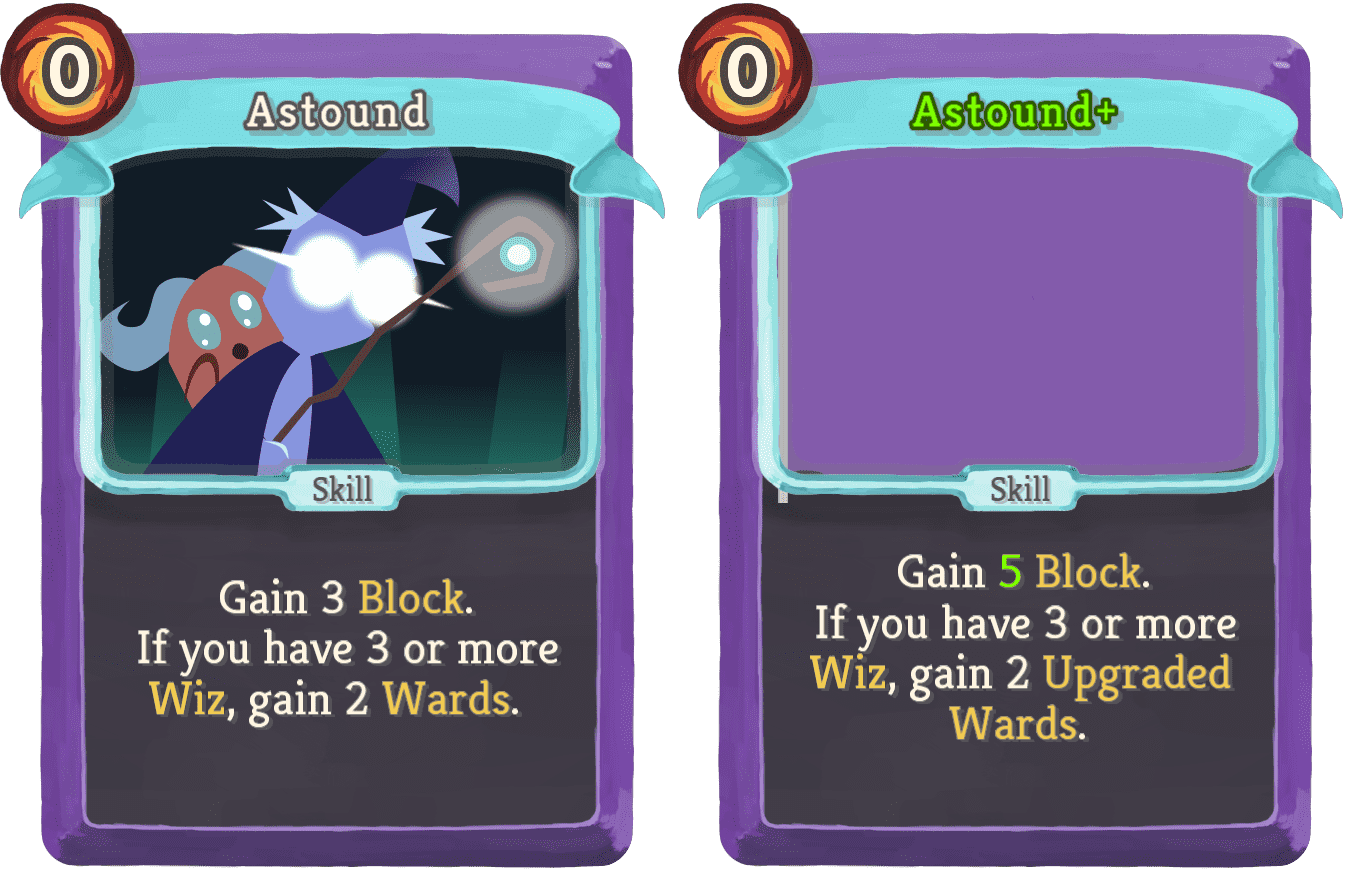 0
Astound
Skill
Gain 3 Block.
If you have 3 or more
Wiz, gain 2 Wards.
0
Astound+
Skill
Gain 5 Block.
If you have 3 or more
Wiz, gain 2 Upgraded
Wards.